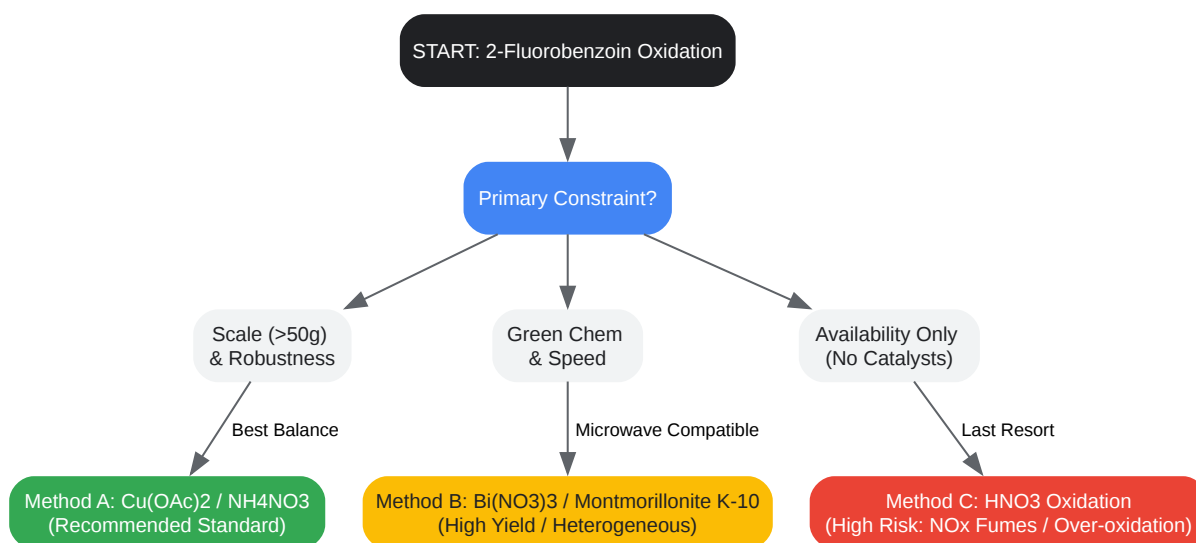 START: 2-Fluorobenzoin Oxidation
Primary Constraint?
Scale (>50g)
& Robustness
Green Chem
& Speed
Availability Only
(No Catalysts)
Best Balance
Microwave Compatible
Last Resort
Method A: Cu(OAc)2 / NH4NO3
(Recommended Standard)
Method B: Bi(NO3)3 / Montmorillonite K-10
(High Yield / Heterogeneous)
Method C: HNO3 Oxidation
(High Risk: NOx Fumes / Over-oxidation)